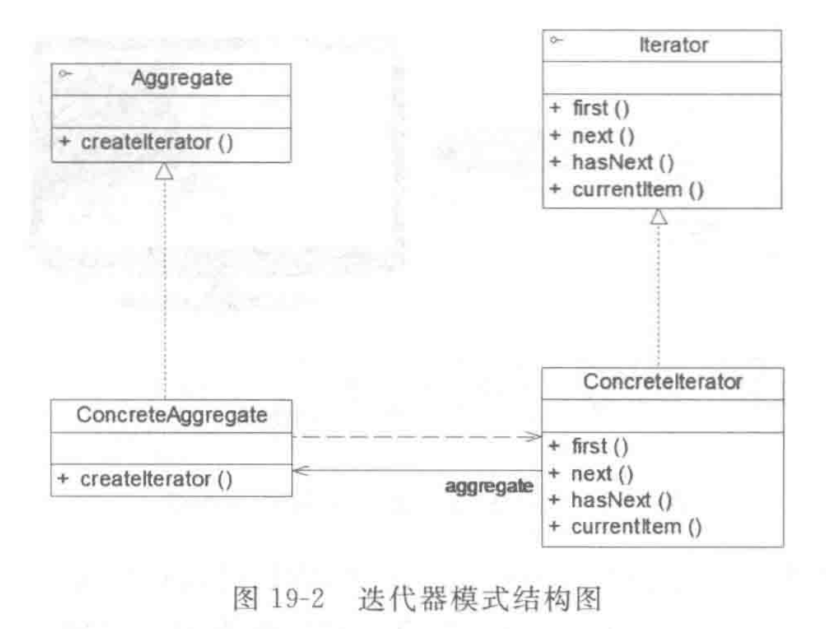 Aggregate
+ createIterator ()
Iterator
+ first ()
+ next ()
+ hasNext ()
+ currentItem ()
ConcreteAggregate
+ createIterator ()
aggregate
ConcreteIterator
+ first ()
+ next ()
+ hasNext ()
+ currentItem ()
图 19-2 迭代器模式结构图